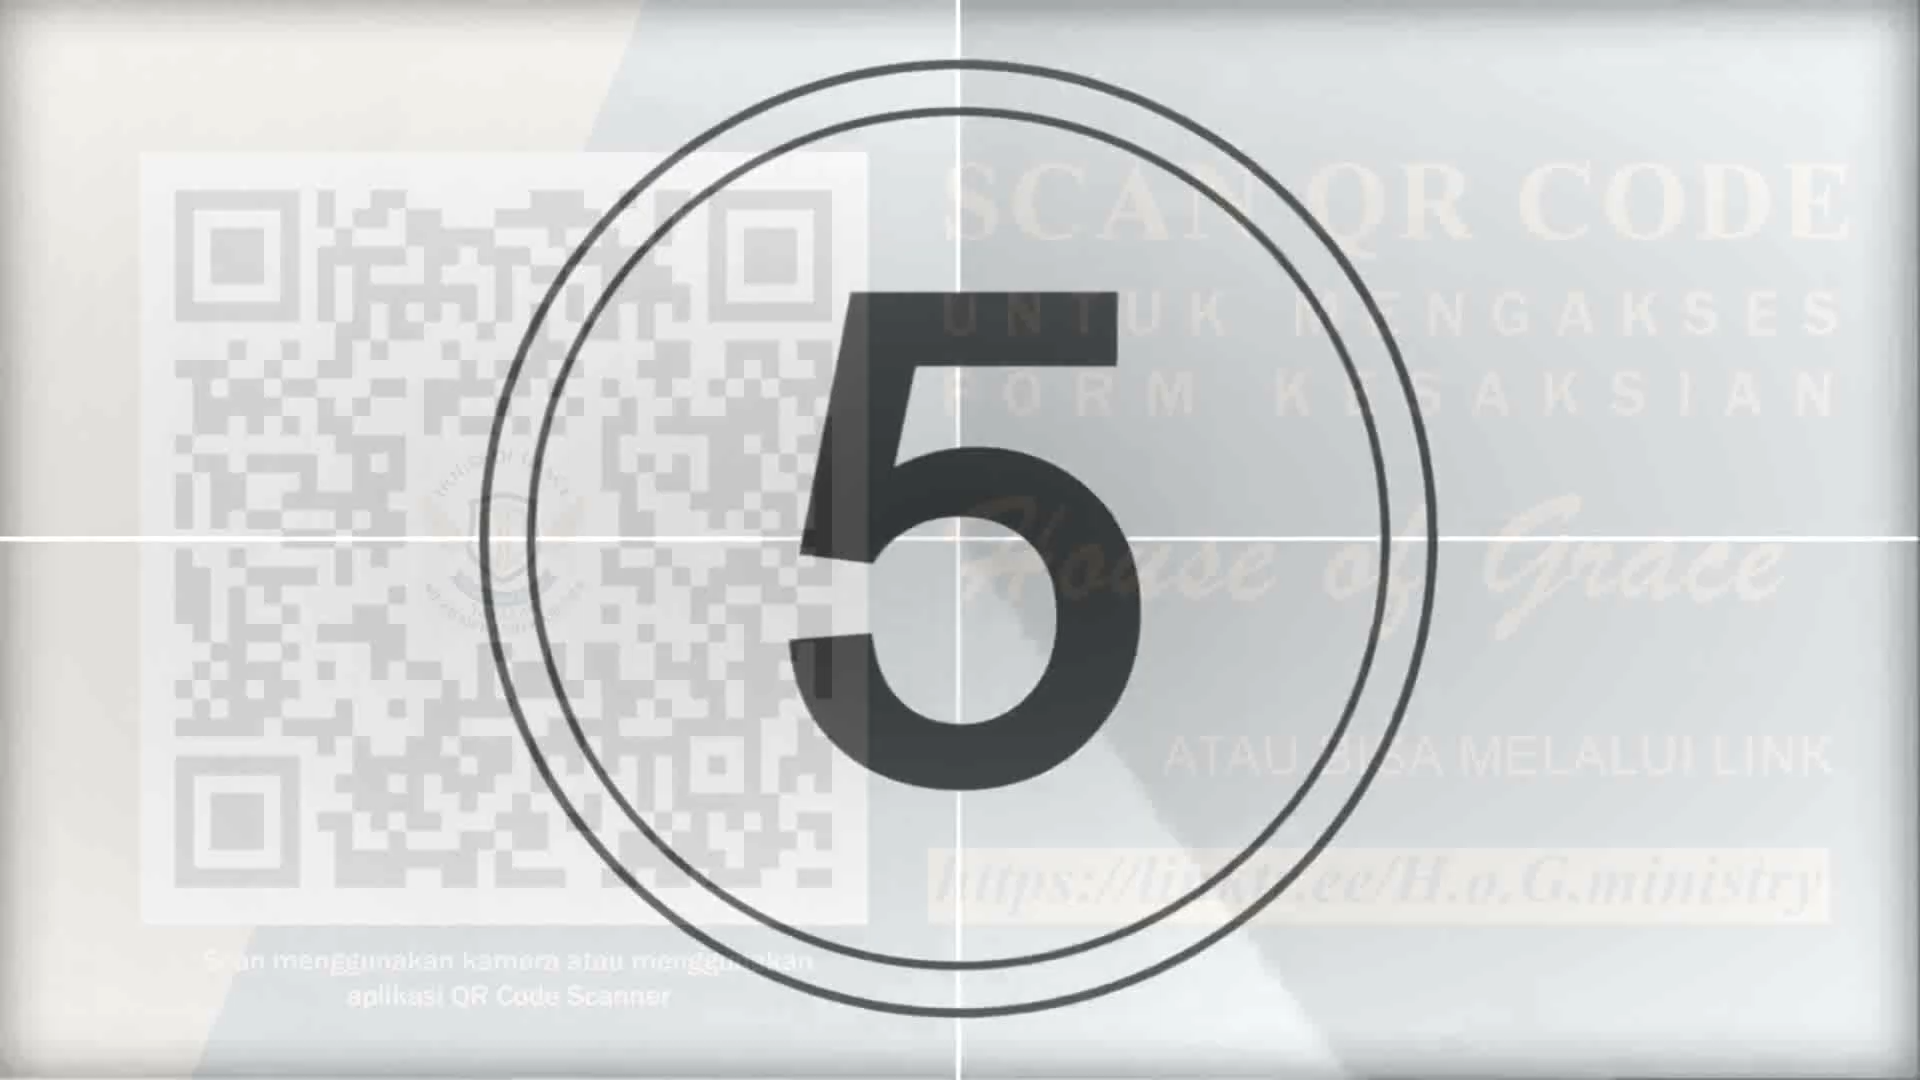 SCAN QR CODE
UNTUK MENGAKSES
FORM KESAKSIAN
5
House of Grace
ATAU BISA MELALUI LINK
https://linktr.ee/H.o.G.ministry
Scan menggunakan kamera atau menggunakan
aplikasi QR Code Scanner